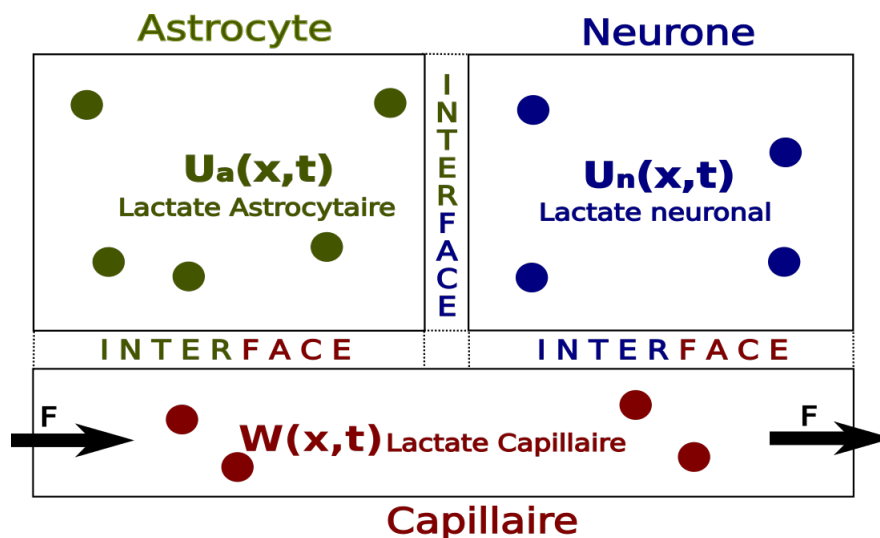 Astrocyte
Neurone
INTERFACE
Ua(x,t)
Lactate Astrocytaire
Un(x,t)
Lactate neuronal
INTERFACE
INTERFACE
F
W(x,t) Lactate Capillaire
F
Capillaire